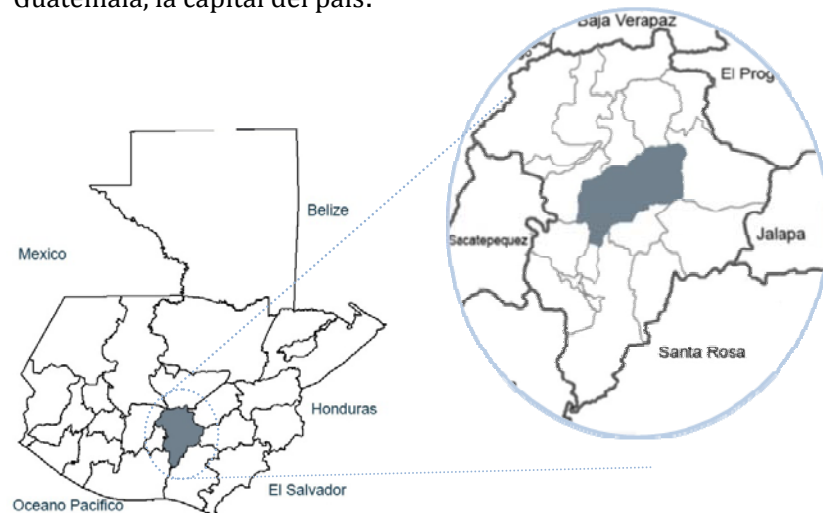 Guatemala, la capital del país.
Baja Verapaz
El Prog
Belize
Mexico
Sacatepequez
Jalapa
Santa Rosa
Honduras
El Salvador
Oceano Pacifico